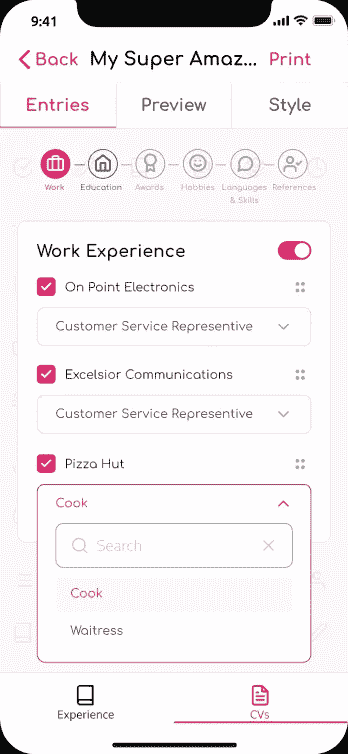 9:41
Back
My Super Amaz...
Print
Entries
Preview
Style
Work
Education
Awards
Hobbies
Languages
& Skills
References
Work Experience
On Point Electronics
Customer Service Representive
Excelsior Communications
Customer Service Representive
Pizza Hut
Cook
Search
Cook
Waitress
Experience
CVs